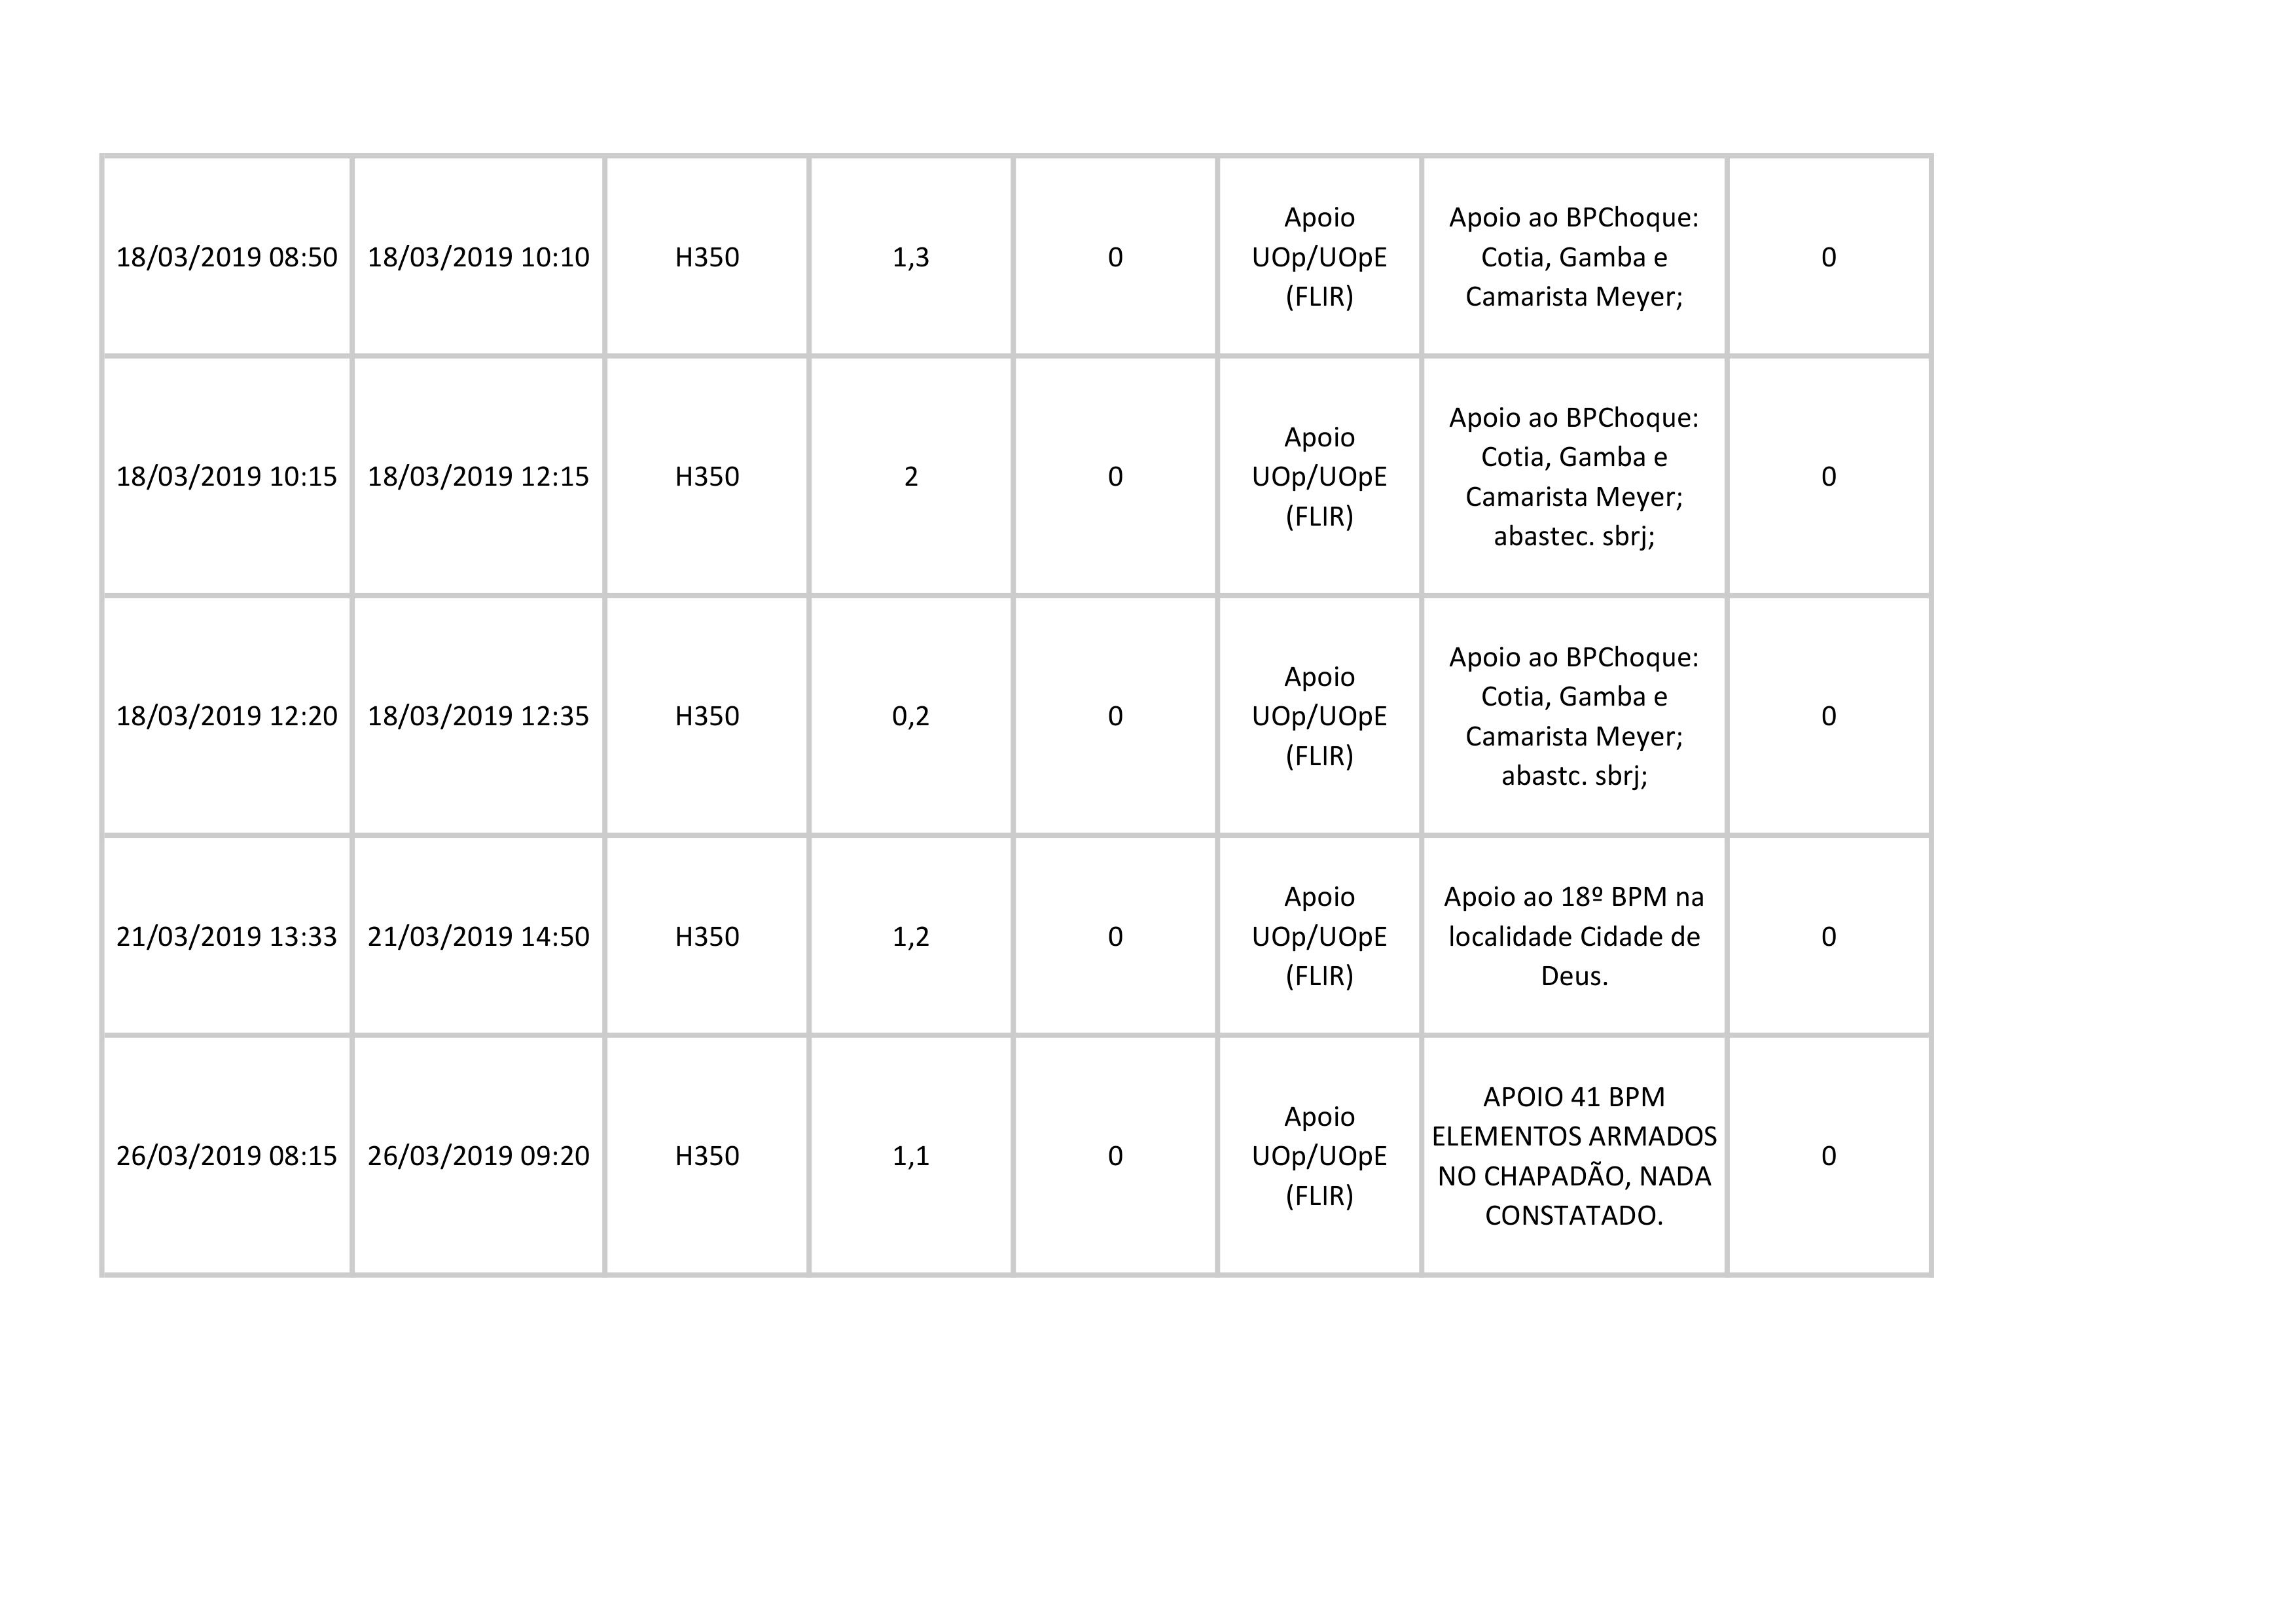 18/03/2019 08:50
18/03/2019 10:10
H350
1,3
0
Apoio
UOp/UOpE
(FLIR)
Apoio ao BPChoque:
Cotia, Gamba e
Camarista Meyer;
0
18/03/2019 10:15
18/03/2019 12:15
H350
2
0
Apoio
UOp/UOpE
(FLIR)
Apoio ao BPChoque:
Cotia, Gamba e
Camarista Meyer;
abastec. sbrj;
0
18/03/2019 12:20
18/03/2019 12:35
H350
0,2
0
Apoio
UOp/UOpE
(FLIR)
Apoio ao BPChoque:
Cotia, Gamba e
Camarista Meyer;
abastc. sbrj;
0
21/03/2019 13:33
21/03/2019 14:50
H350
1,2
0
Apoio
UOp/UOpE
(FLIR)
Apoio ao 18º BPM na
localidade Cidade de
Deus.
0
26/03/2019 08:15
26/03/2019 09:20
H350
1,1
0
Apoio
UOp/UOpE
(FLIR)
APOIO 41 BPM
ELEMENTOS ARMADOS
NO CHAPADÃO, NADA
CONSTATADO.
0